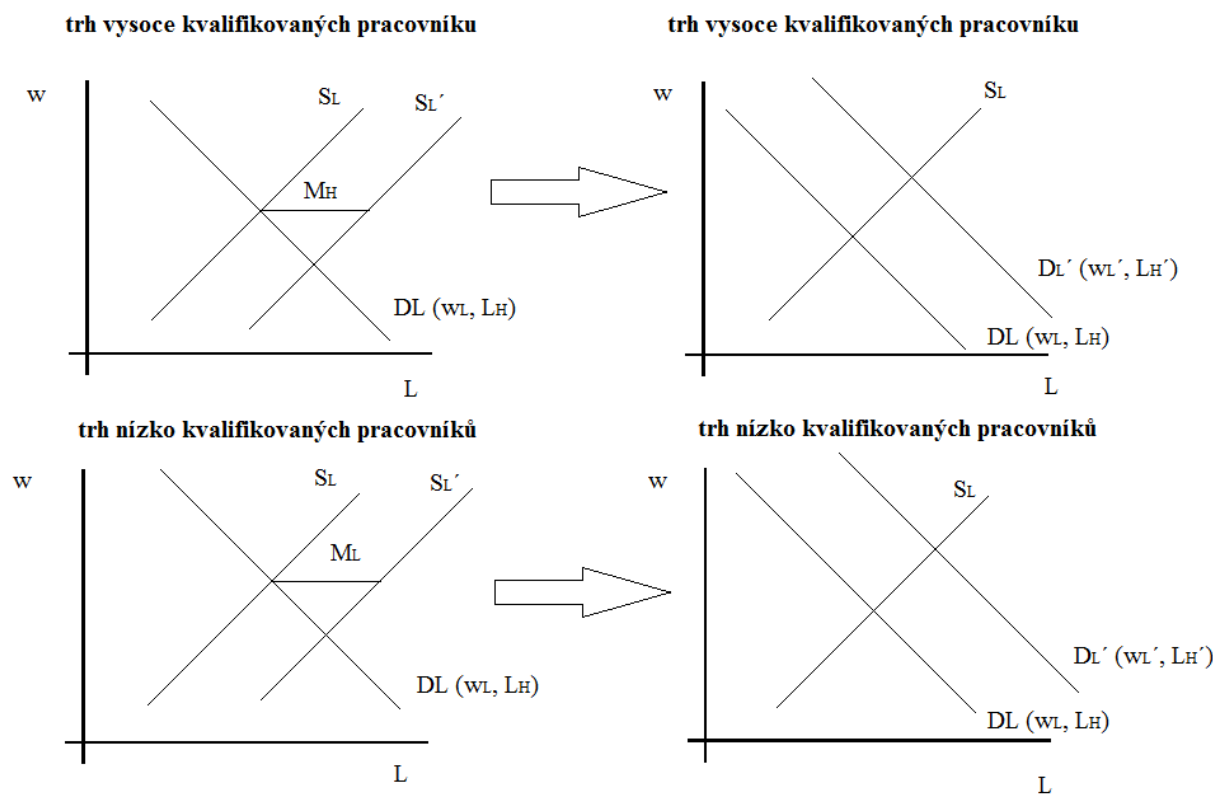 trh vysoce kvalifikovaných pracovníku
w
SL
SL´
MH
DL (wL, LH)
L
trh vysoce kvalifikovaných pracovníku
w
SL
DL´ (wL´, LH´)
DL (wL, LH)
L
trh nízko kvalifikovaných pracovníků
w
SL
SL´
ML
DL (wL, LH)
L
trh nízko kvalifikovaných pracovníků
w
SL
DL´ (wL´, LH´)
DL (wL, LH)
L